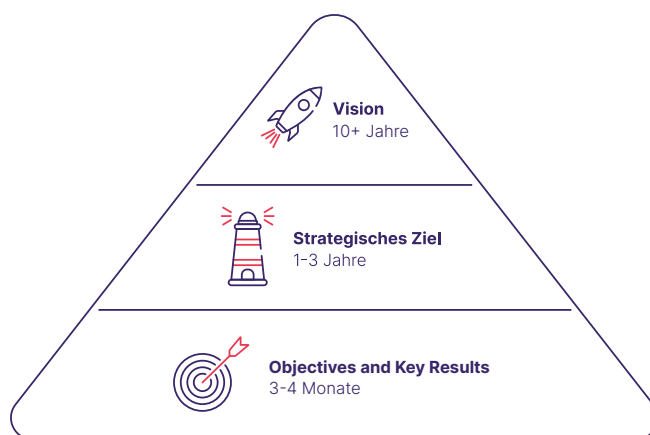 Vision
10+ Jahre
Strategisches Ziel
1-3 Jahre
Objectives and Key Results
3-4 Monate